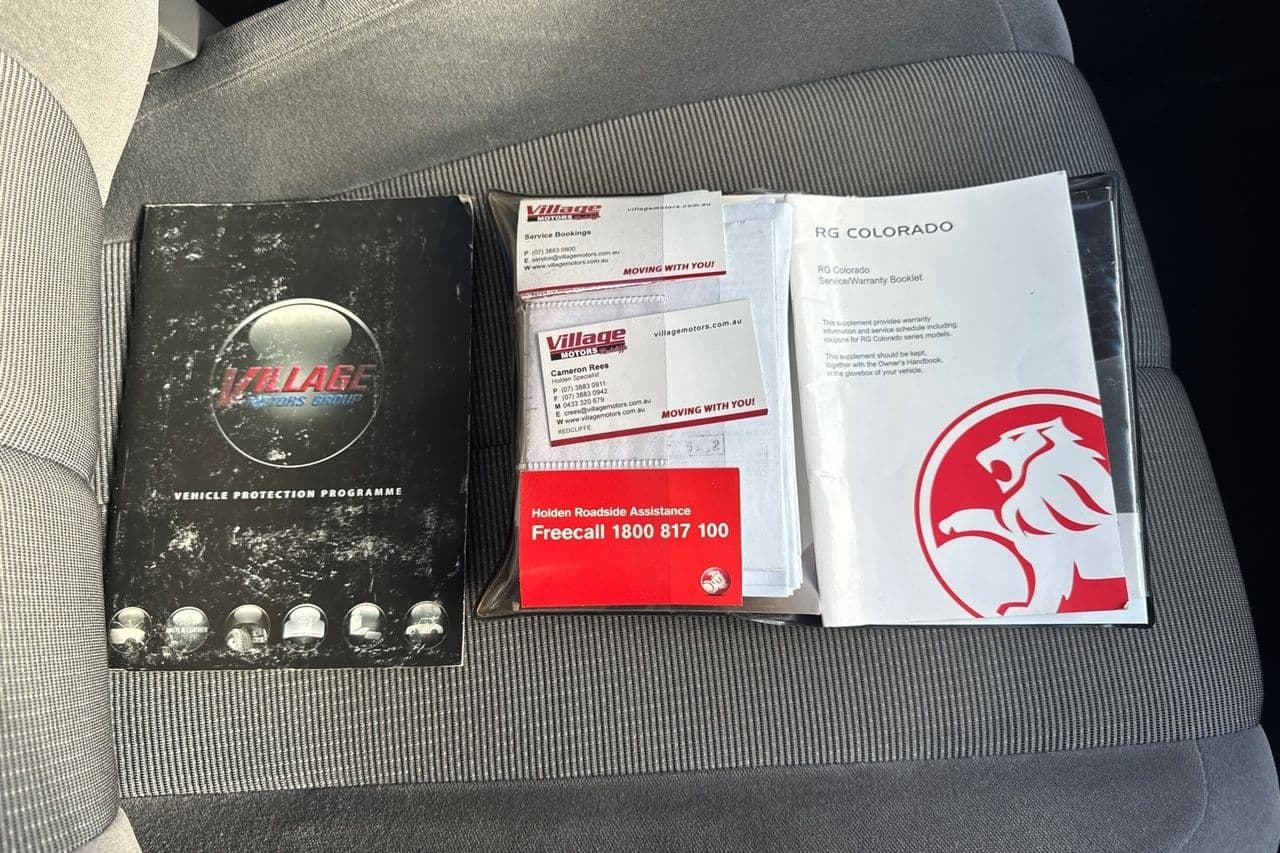 VILLAGE
MOTORS GROUP
VEHICLE PROTECTION PROGRAMME
Village
MOTORS Redcliffe
villagemotors.com.au
Service Bookings
P (07) 3883 0900
E. service@villagemotors.com.au
W www.villagemotors.com.au
MOVING WITH YOU!
Village
MOTORS Redcliffe
villagemotors.com.au
Cameron Rees
Holden Specialist
P (07) 3883 0911
F (07) 3883 0942
M 0433 320 679
E crees@villagemotors.com.au
W www.villagemotors.com.au
MOVING WITH YOU!
REDCLIFFE
Holden Roadside Assistance
Freecall 1800 817 100
RG COLORADO
RG Colorado
Service/Warranty Booklet
This supplement provides warranty
information and service schedule including
coupons for RG Colorado series models.
This supplement should be kept,
together with the Owner's Handbook,
in the glovebox of your vehicle.